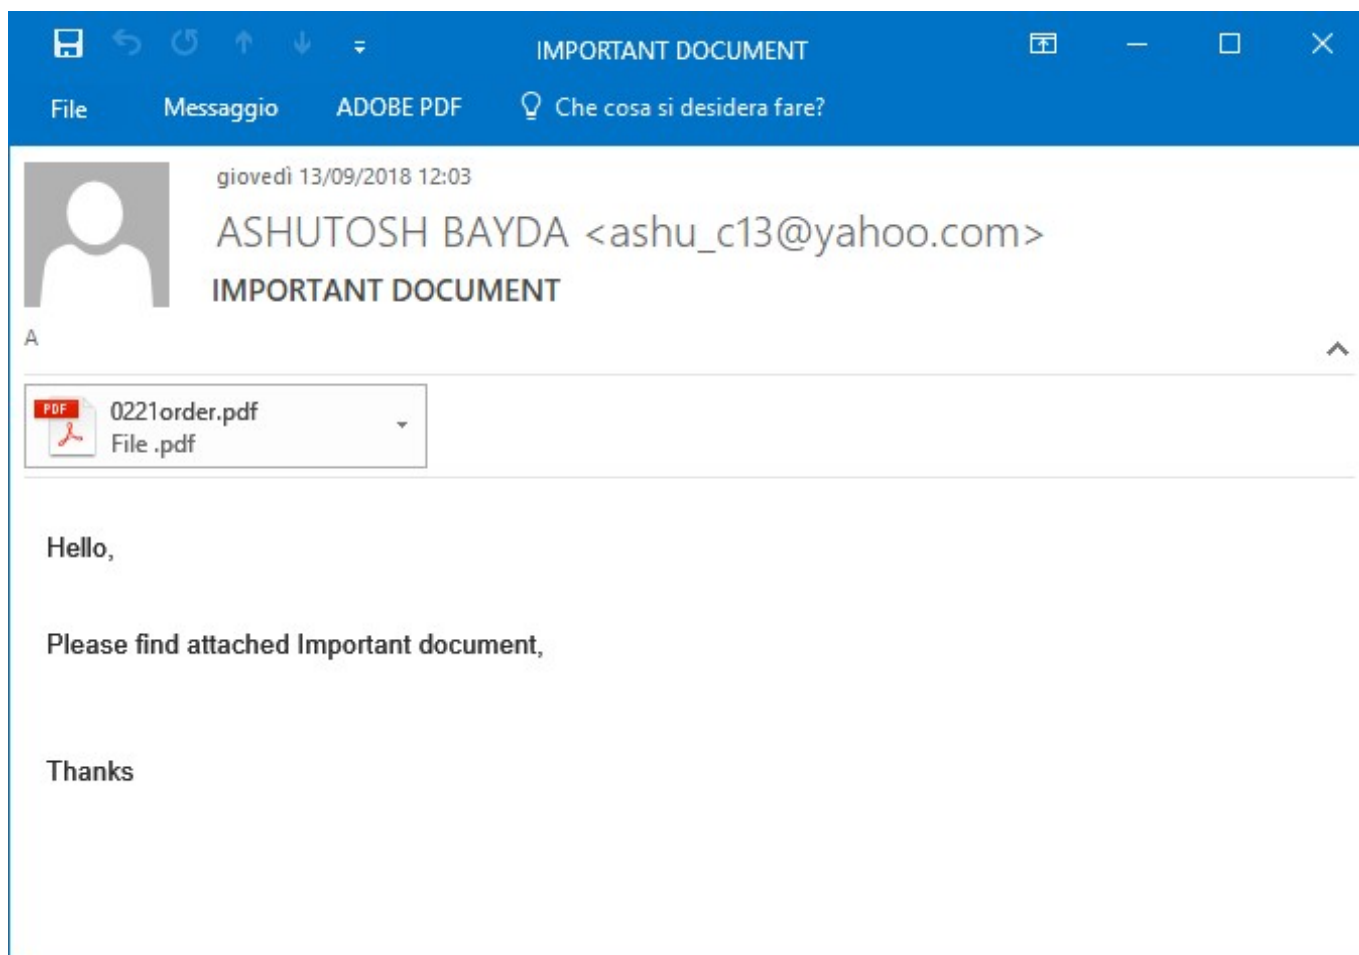 IMPORTANT DOCUMENT
File Messaggio ADOBE PDF Che cosa si desidera fare?
giovedì 13/09/2018 12:03
ASHUTOSH BAYDA <ashu_c13@yahoo.com>
IMPORTANT DOCUMENT
A
PDF
0221order.pdf
File .pdf
Hello,
Please find attached Important document,
Thanks